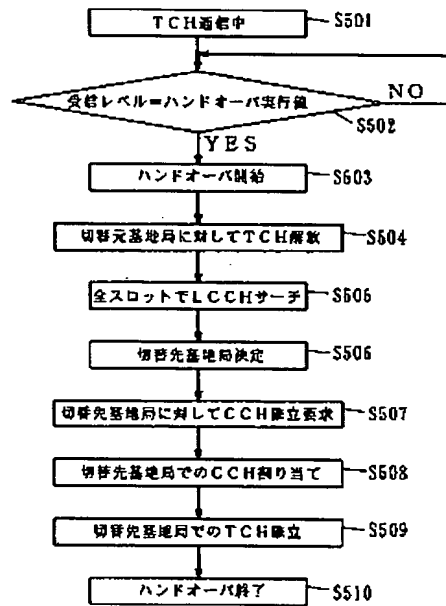 TCH通信中 S501
受信レベル=ハンドオーバ実行値 NO
S502
YES
ハンドオーバ開始 S503
切替元基地局に対してTCH解放 S504
全スロットでLCCHサーチ S505
切替先基地局決定 S506
切替先基地局に対してCCH確立要求 S507
切替先基地局でのCCH割り当て S508
切替先基地局でのTCH確立 S509
ハンドオーバ終了 S510